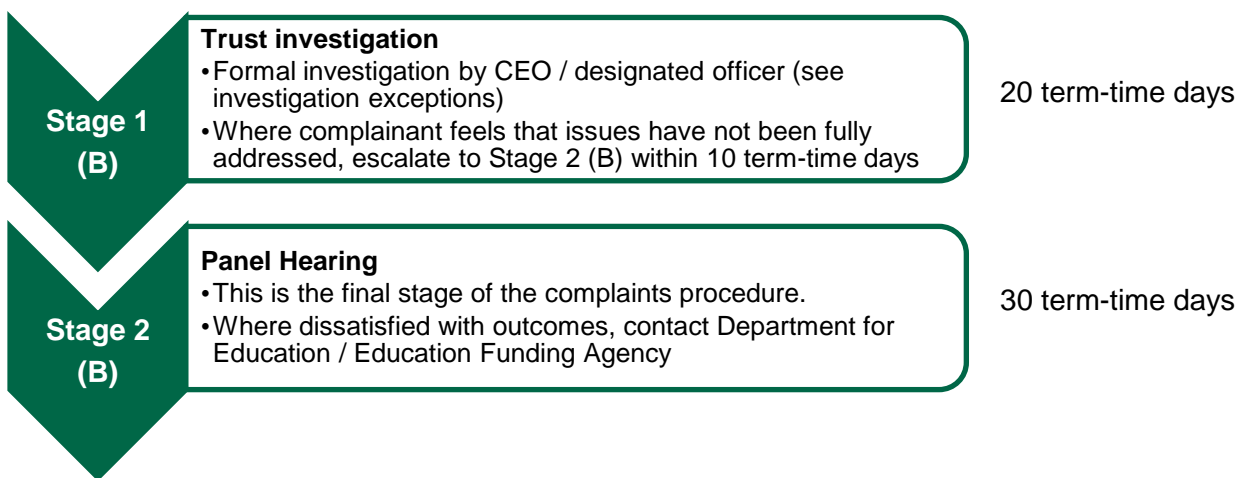 Stage 1
(B)
Trust investigation
•Formal investigation by CEO / designated officer (see
investigation exceptions)
•Where complainant feels that issues have not been fully
addressed, escalate to Stage 2 (B) within 10 term-time days
20 term-time days
Stage 2
(B)
Panel Hearing
•This is the final stage of the complaints procedure.
•Where dissatisfied with outcomes, contact Department for
Education / Education Funding Agency
30 term-time days